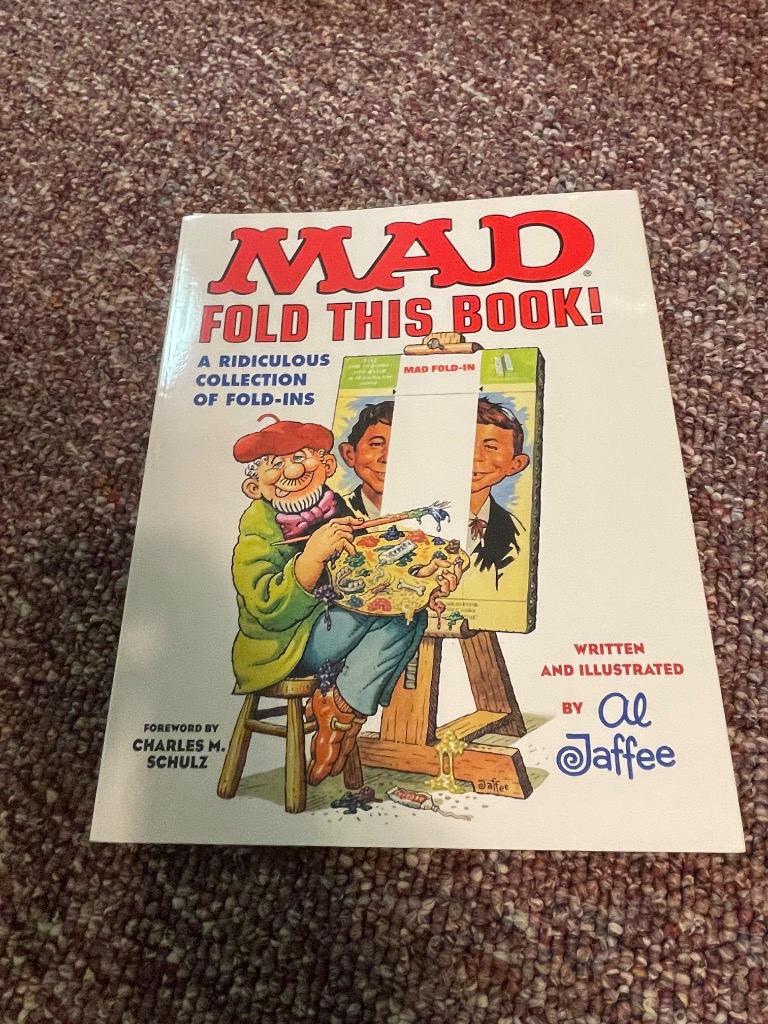 MAD®
FOLD THIS BOOK!
A RIDICULOUS
COLLECTION
OF FOLD-INS
MAD FOLD-IN
WRITTEN
AND ILLUSTRATED
BY Al
Jaffee
FOREWORD BY
CHARLES M.
SCHULZ
Jaffee